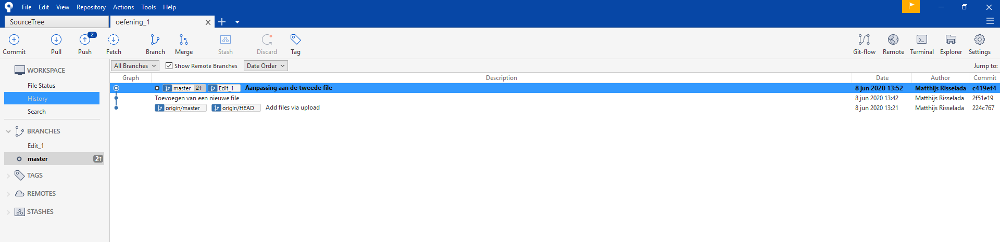 File Edit View Repository Actions Tools Help
SourceTree oefening_1
2
Commit Pull Push Fetch Branch Merge Stash Discard Tag Git-flow Remote Terminal Explorer Settings
WORKSPACE
File Status
History
Search
BRANCHES
Edit_1
master 2↑
TAGS
REMOTES
STASHES
All Branches Show Remote Branches Date Order Jump to:
Graph Description Date Author Commit
master 2↑ Edit_1 Aanpassing aan de tweede file 8 jun 2020 13:52 Matthijs Risselada c419ef4
Toevoegen van een nieuwe file 8 jun 2020 13:42 Matthijs Risselada 2f51e19
origin/master origin/HEAD Add files via upload 8 jun 2020 13:21 Matthijs Risselada 224c767